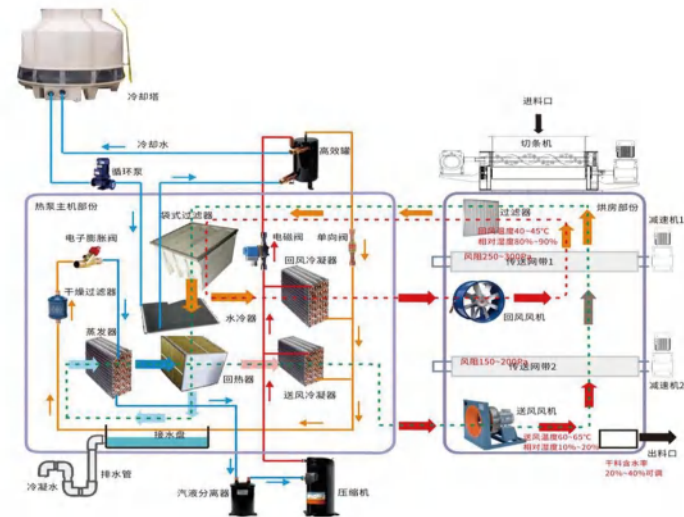 冷却塔
进料口
冷却水
高效罐
切条机
循环泵
热泵主机部份
袋式过滤器
过滤器
烘房部份
减速机1
电子膨胀阀
电磁阀
单向阀
回风温度40~45℃
相对湿度80%~90%
回风冷凝器
风阻250~300Pa
传送网带1
干燥过滤器
水冷器
回风风机
蒸发器
风阻150~200Pa
传送网带2
回热器
送风冷凝器
减速机2
送风风机
接水盘
送风温度60~65℃
相对湿度10%~20%
出料口
排水管
干料含水率
20%~40%可调
冷凝水
汽液分离器
压缩机